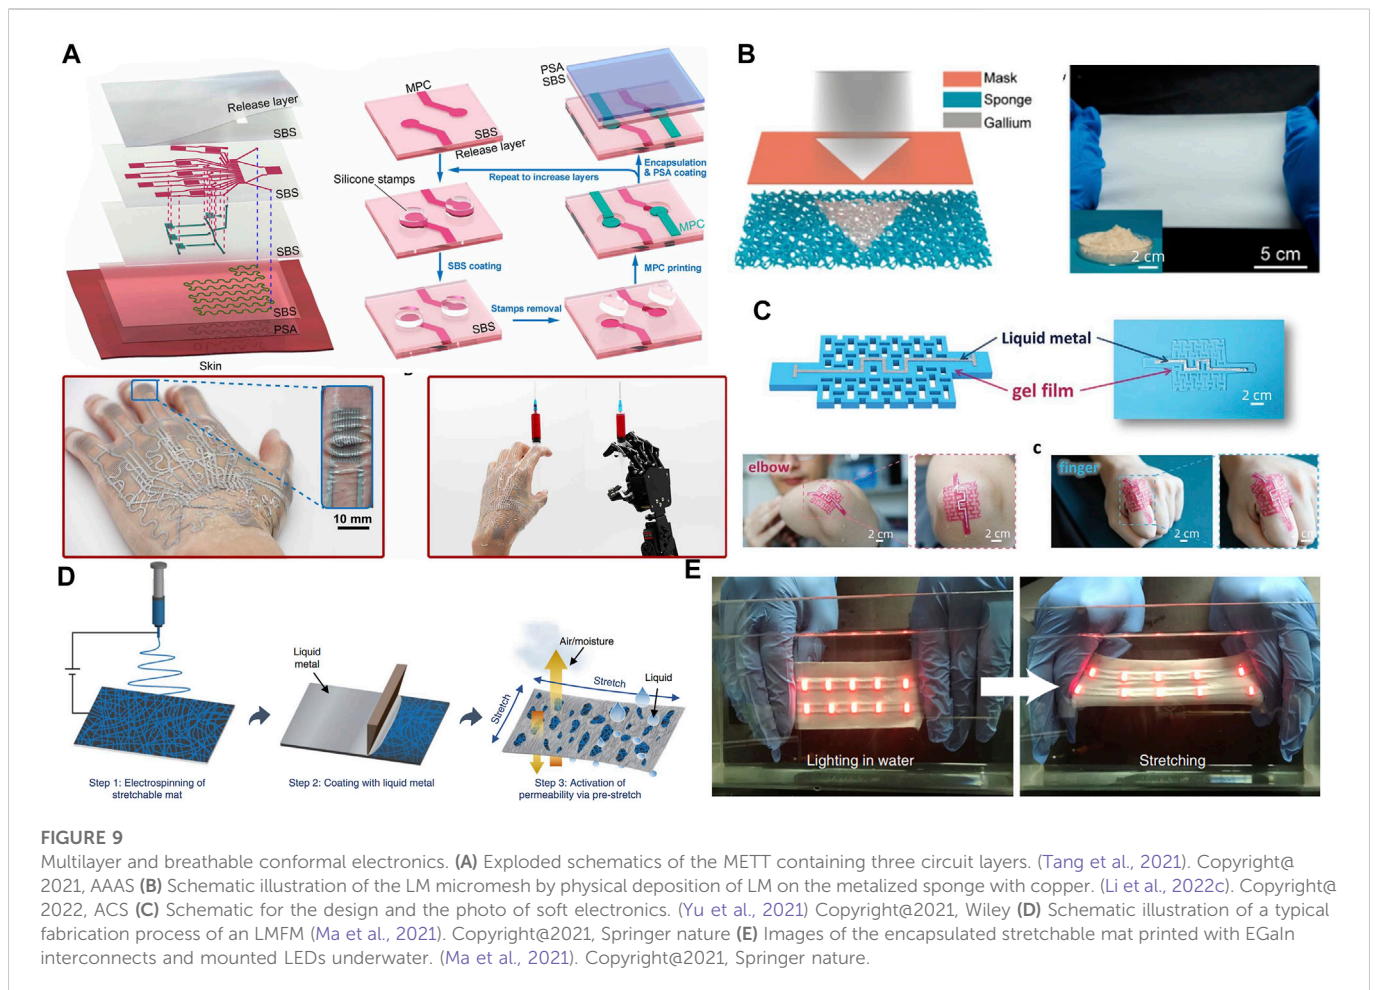 A
Release layer
SBS
SBS
SBS
SBS
PSA
Skin
MPC
SBS
Release layer
PSA
SBS
Encapsulation
& PSA coating
Repeat to increase layers
Silicone stamps
MPC
SBS coating
MPC printing
SBS
Stamps removal
10 mm
B
Mask
Sponge
Gallium
2 cm
5 cm
C
Liquid metal
gel film
2 cm
elbow
2 cm
2 cm
c
finger
2 cm
2 cm
D
Liquid
metal
Air/moisture
Stretch
Liquid
Stretch
Step 1: Electrospinning of
stretchable mat
Step 2: Coating with liquid metal
Step 3: Activation of
permeability via pre-stretch
E
Lighting in water
Stretching
FIGURE 9
Multilayer and breathable conformal electronics. (A) Exploded schematics of the METT containing three circuit layers. (Tang et al., 2021). Copyright@
2021, AAAS (B) Schematic illustration of the LM micromesh by physical deposition of LM on the metalized sponge with copper. (Li et al., 2022c). Copyright@
2022, ACS (C) Schematic for the design and the photo of soft electronics. (Yu et al., 2021) Copyright@2021, Wiley (D) Schematic illustration of a typical
fabrication process of an LMFM (Ma et al., 2021). Copyright@2021, Springer nature (E) Images of the encapsulated stretchable mat printed with EGaIn
interconnects and mounted LEDs underwater. (Ma et al., 2021). Copyright@2021, Springer nature.